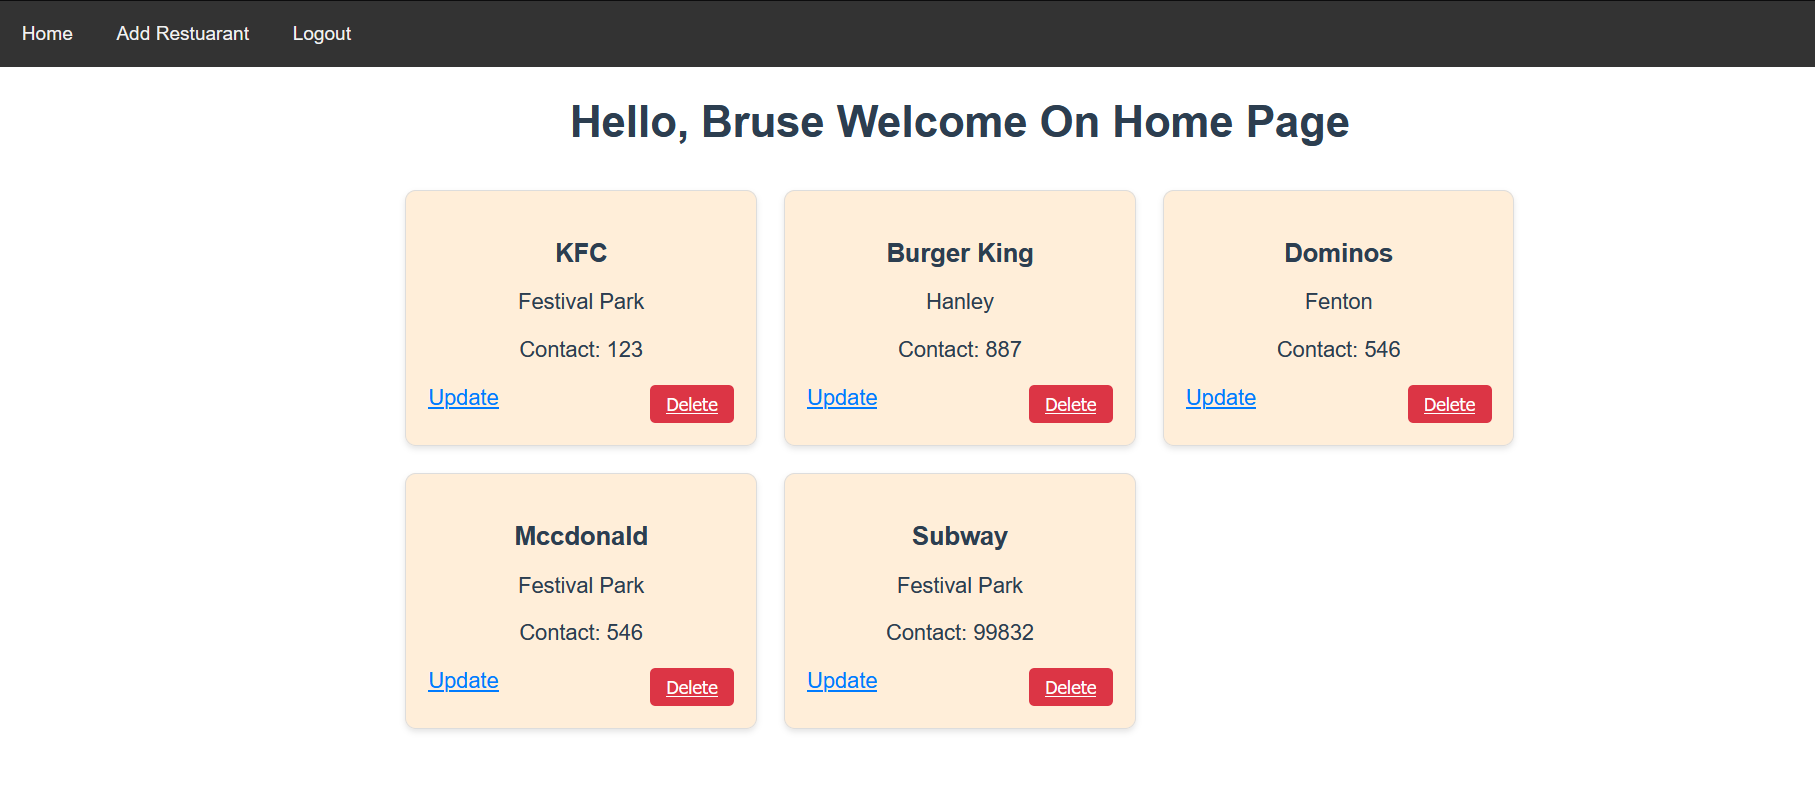 Home
Add Restuarant
Logout
Hello, Bruse Welcome On Home Page
KFC
Festival Park
Contact: 123
Update
Delete
Burger King
Hanley
Contact: 887
Update
Delete
Dominos
Fenton
Contact: 546
Update
Delete
Mccdonald
Festival Park
Contact: 546
Update
Delete
Subway
Festival Park
Contact: 99832
Update
Delete